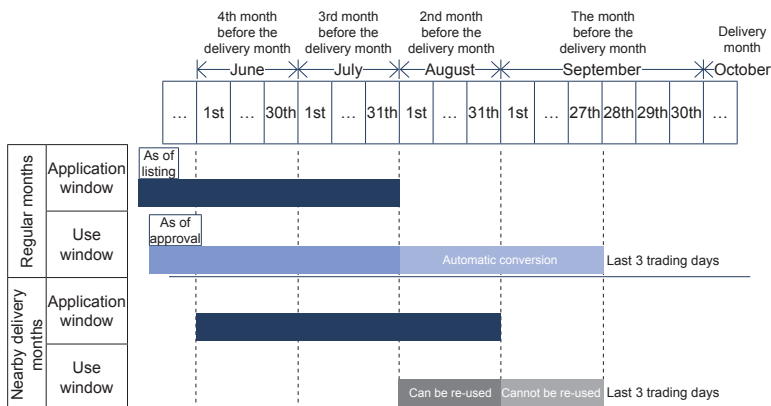 4th month
before the
delivery month
3rd month
before the
delivery month
2nd month
before the
delivery month
The month
before the
delivery month
Delivery
month
June
July
August
September
October
... 1st ... 30th 1st ... 31th 1st ... 31th 1st ... 27th 28th 29th 30th ...
Regular months
Application
window
As of
listing
Use
window
As of
approval
Automatic conversion
Last 3 trading days
Nearby delivery
months
Application
window
Use
window
Can be re-used
Cannot be re-used
Last 3 trading days